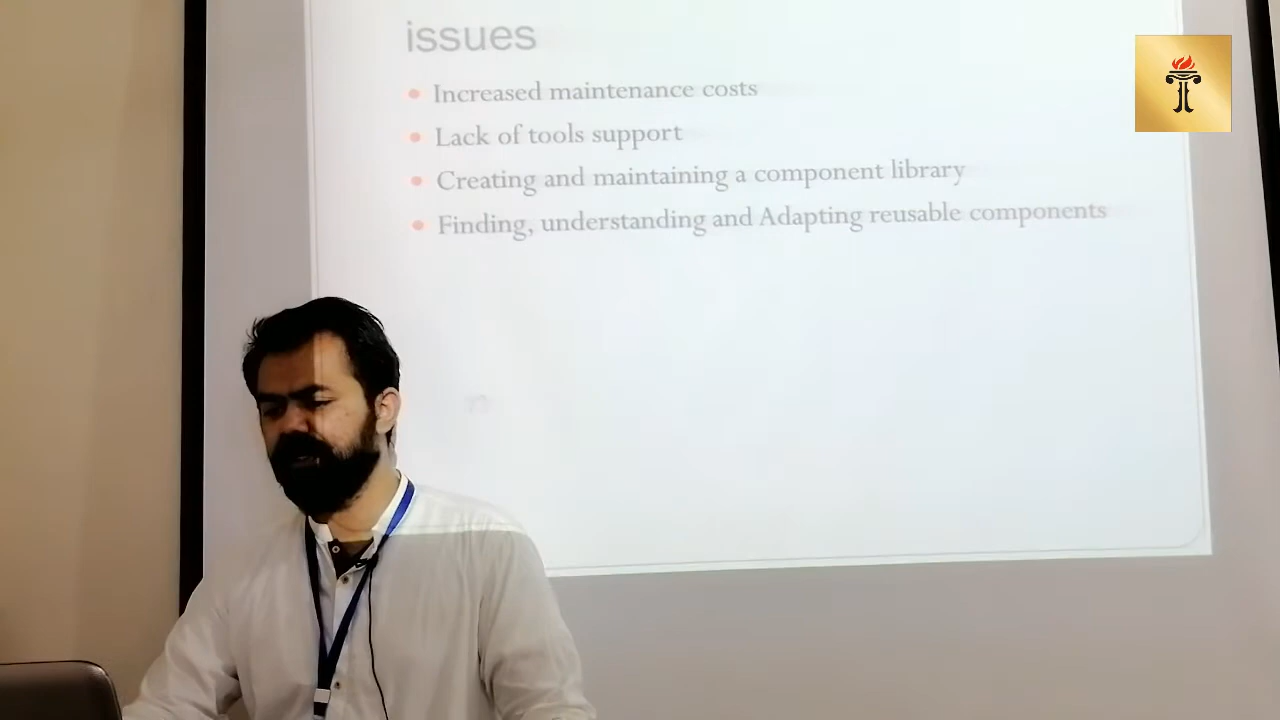 issues
Increased maintenance costs
Lack of tools support
Creating and maintaining a component library
Finding, understanding and Adapting reusable components